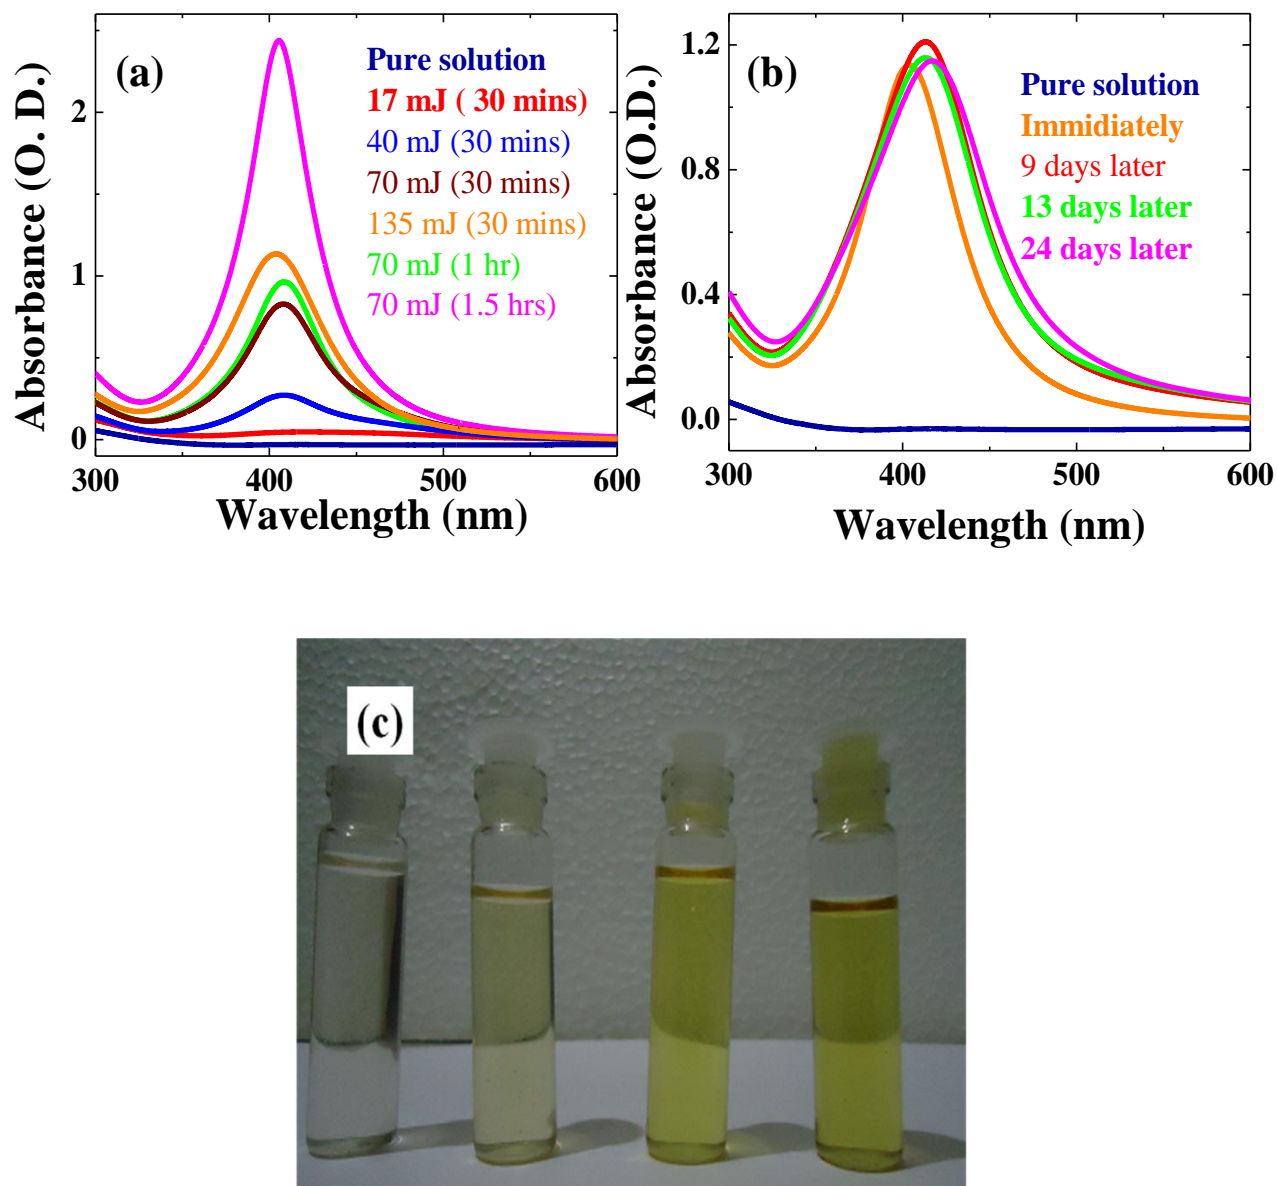 (a)
Pure solution
17 mJ ( 30 mins)
40 mJ (30 mins)
70 mJ (30 mins)
135 mJ (30 mins)
70 mJ (1 hr)
70 mJ (1.5 hrs)
Absorbance (O. D.)
2
1
0
300 400 500 600
Wavelength (nm)
(b)
Pure solution
Immidiately
9 days later
13 days later
24 days later
Absorbance (O.D.)
1.2
0.8
0.4
0.0
300 400 500 600
Wavelength (nm)
(c)